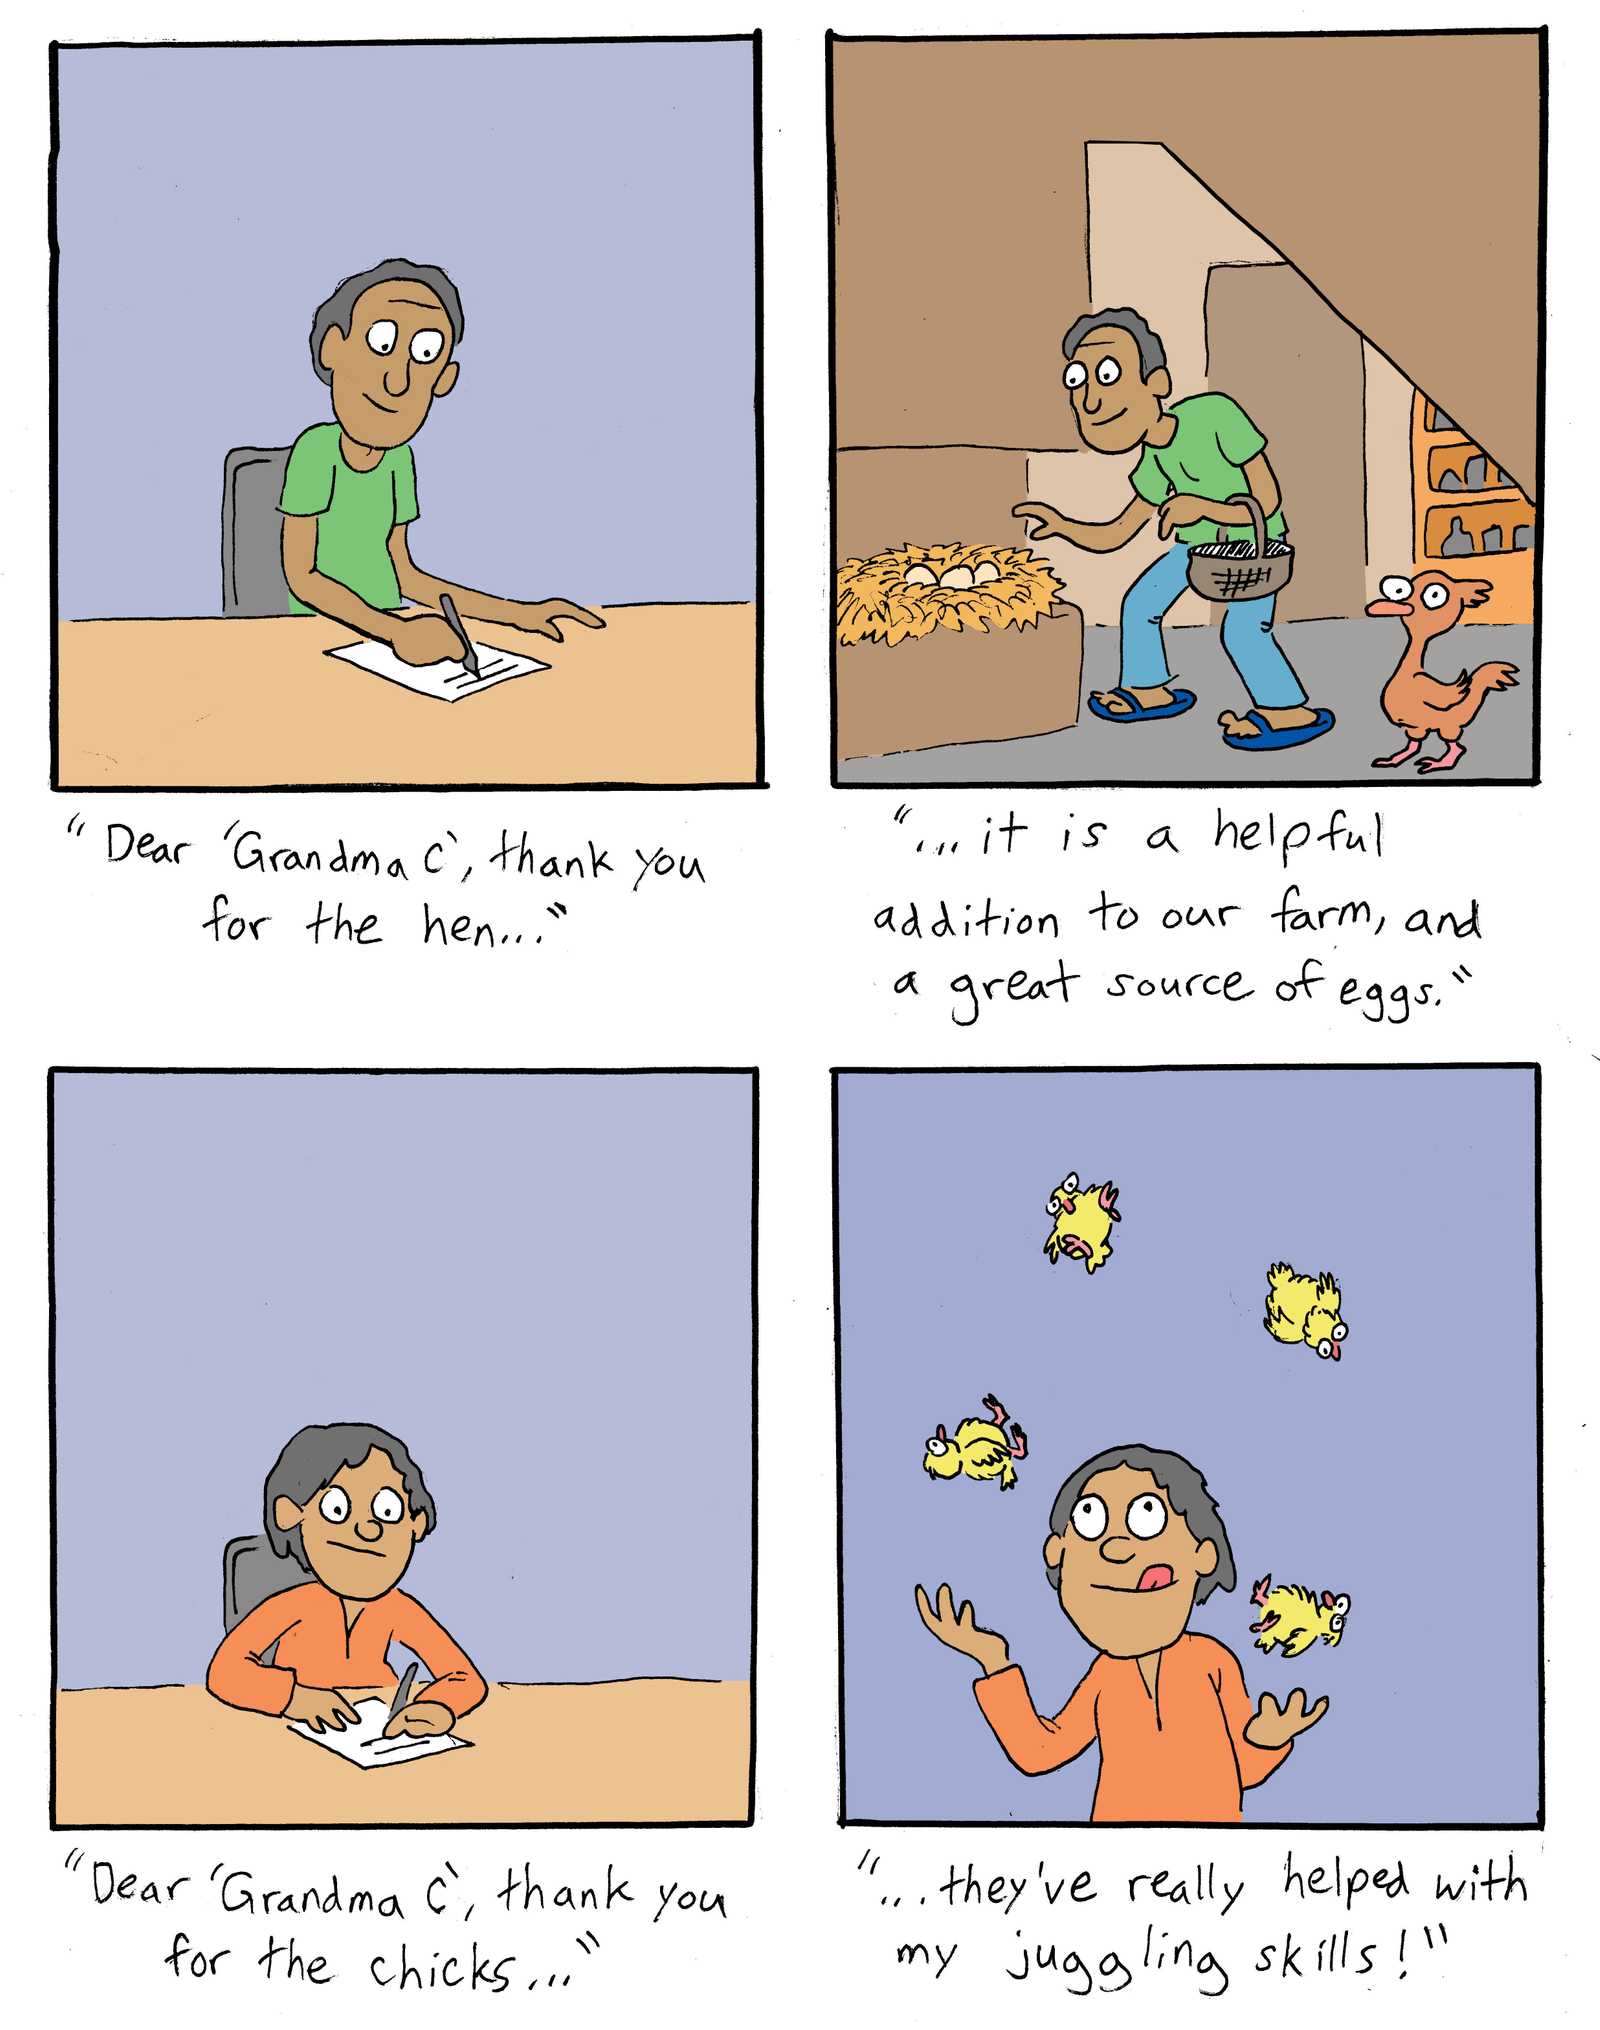 “Dear ‘Grandma C‘, thank you
for the hen...”
“...it is a helpful
addition to our farm, and
a great source of eggs.”
“Dear ‘Grandma C‘, thank you
for the chicks...”
“...they've really helped with
my juggling skills!”